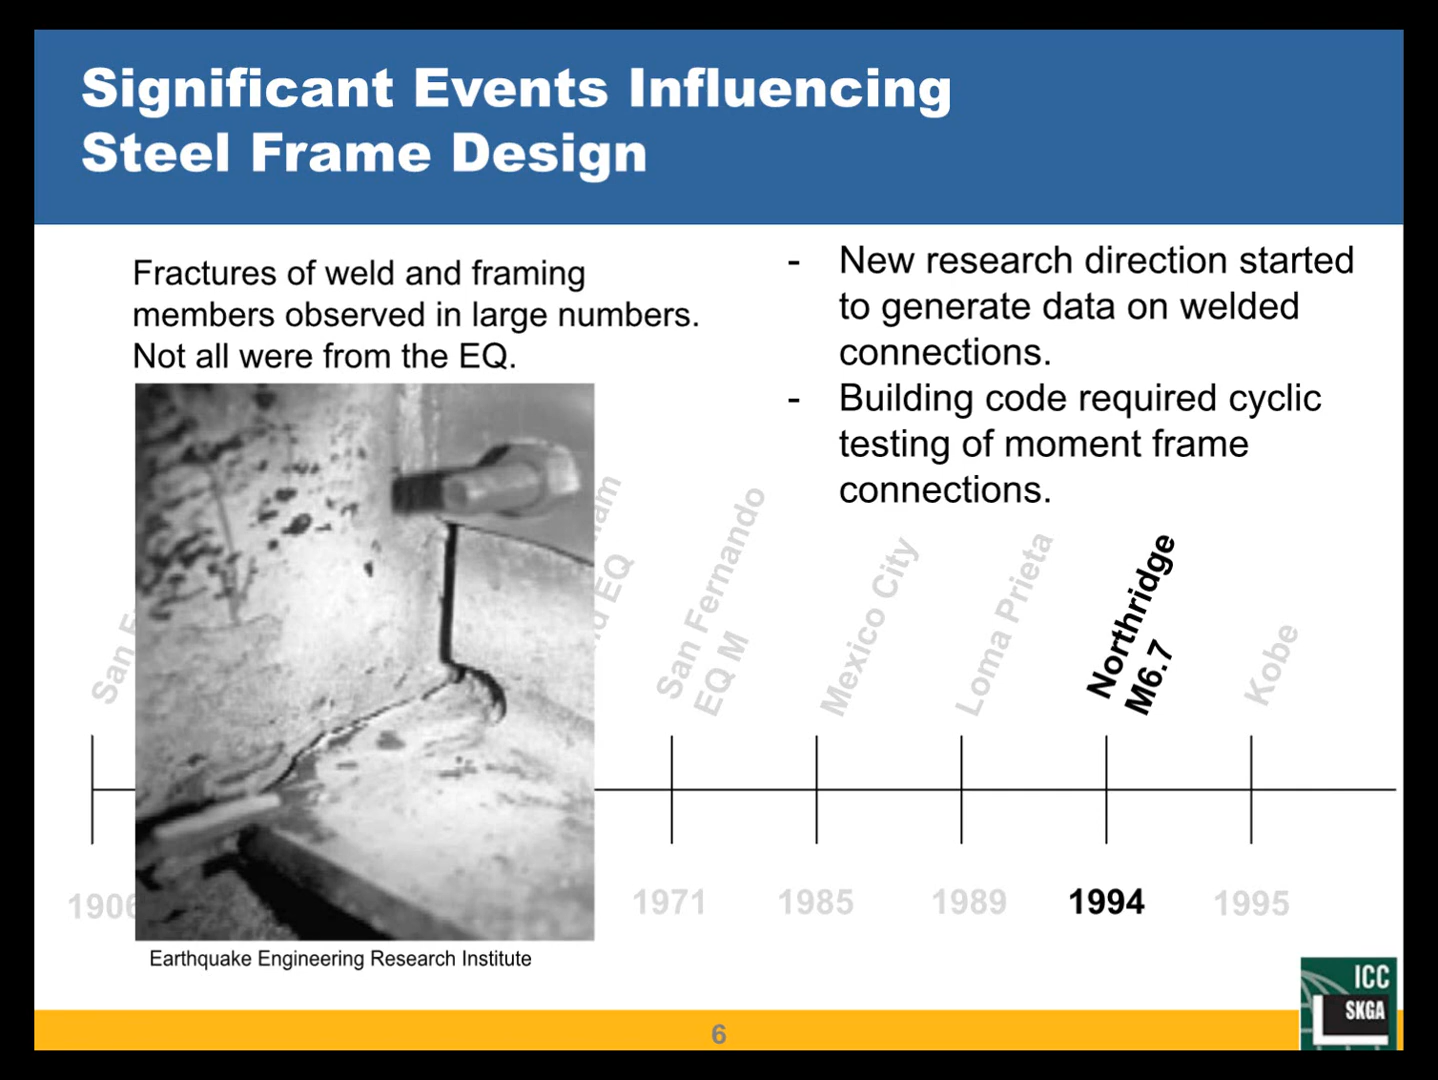 Significant Events Influencing
Steel Frame Design
Fractures of weld and framing
members observed in large numbers.
Not all were from the EQ.
- New research direction started
to generate data on welded
connections.
- Building code required cyclic
testing of moment frame
connections.
San
EQ
San Fernando
EQ M
Mexico City
Loma Prieta
Northridge
M6.7
Kobe
1906
1971
1985
1989
1994
1995
Earthquake Engineering Research Institute
ICC
SKGA
6